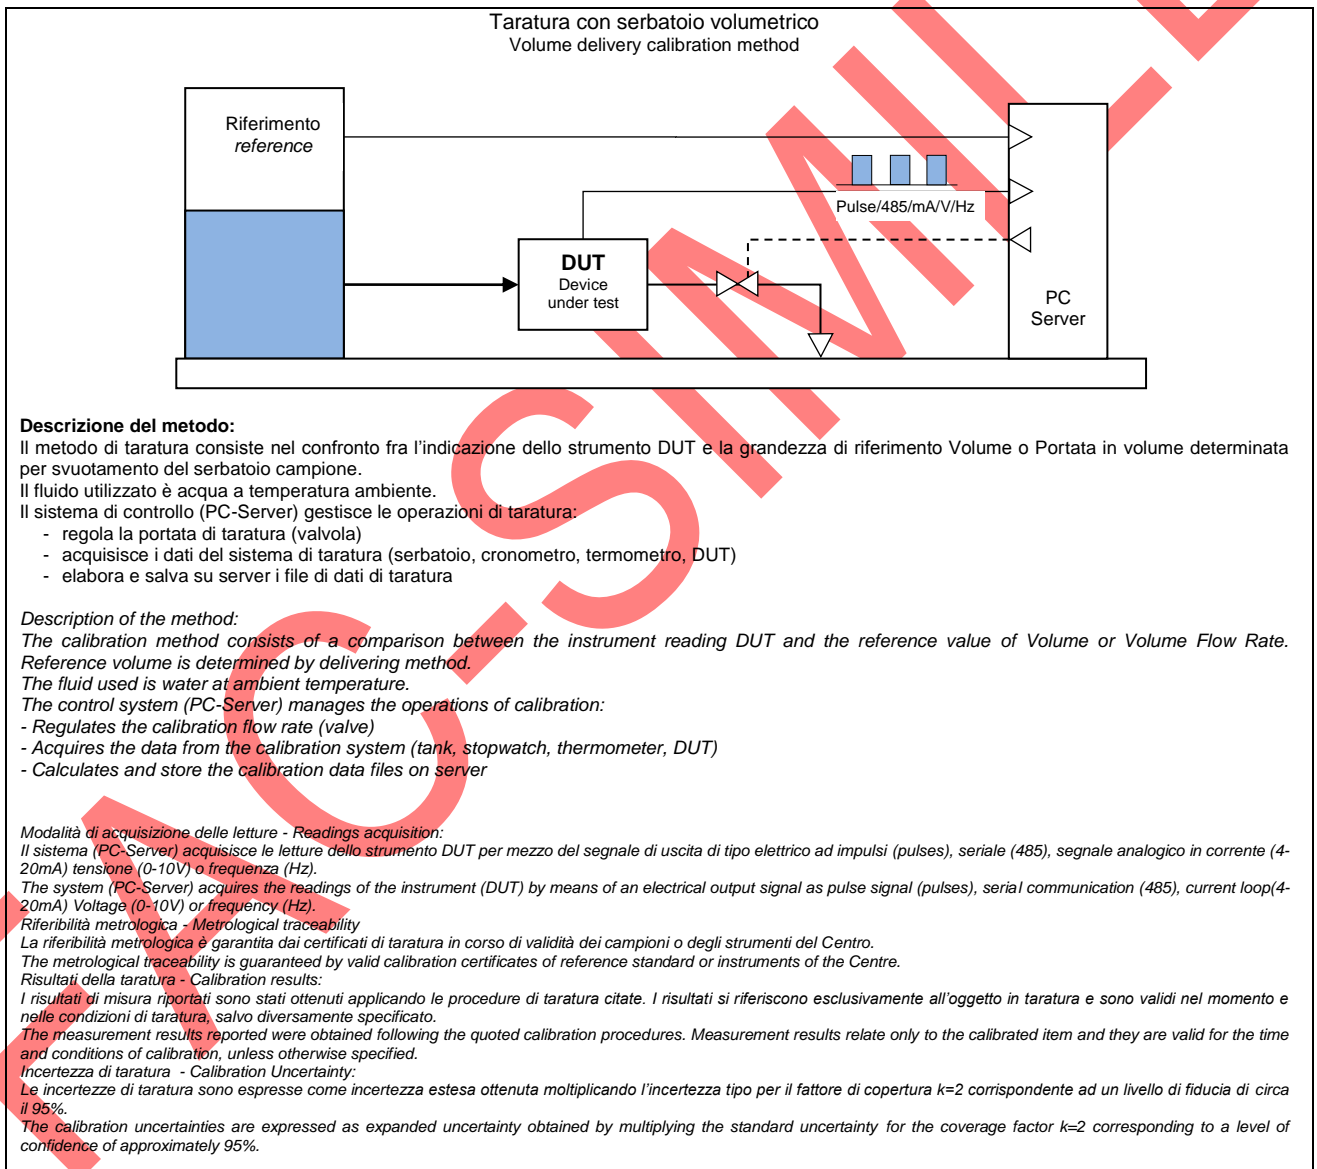 Taratura con serbatoio volumetrico
Volume delivery calibration method
Riferimento
reference
Pulse/485/mA/V/Hz
DUT
Device
under test
PC
Server
Descrizione del metodo:
Il metodo di taratura consiste nel confronto fra l’indicazione dello strumento DUT e la grandezza di riferimento Volume o Portata in volume determinata
per svuotamento del serbatoio campione.
Il fluido utilizzato è acqua a temperatura ambiente.
Il sistema di controllo (PC-Server) gestisce le operazioni di taratura:
- regola la portata di taratura (valvola)
- acquisisce i dati del sistema di taratura (serbatoio, cronometro, termometro, DUT)
- elabora e salva su server i file di dati di taratura
Description of the method:
The calibration method consists of a comparison between the instrument reading DUT and the reference value of Volume or Volume Flow Rate.
Reference volume is determined by delivering method.
The fluid used is water at ambient temperature.
The control system (PC-Server) manages the operations of calibration:
- Regulates the calibration flow rate (valve)
- Acquires the data from the calibration system (tank, stopwatch, thermometer, DUT)
- Calculates and store the calibration data files on server
Modalità di acquisizione delle letture - Readings acquisition:
Il sistema (PC-Server) acquisisce le letture dello strumento DUT per mezzo del segnale di uscita di tipo elettrico ad impulsi (pulses), seriale (485), segnale analogico in corrente (4-
20mA) tensione (0-10V) o frequenza (Hz).
The system (PC-Server) acquires the readings of the instrument (DUT) by means of an electrical output signal as pulse signal (pulses), serial communication (485), current loop(4-
20mA) Voltage (0-10V) or frequency (Hz).
Riferibilità metrologica - Metrological traceability
La riferibilità metrologica è garantita dai certificati di taratura in corso di validità dei campioni o degli strumenti del Centro.
The metrological traceability is guaranteed by valid calibration certificates of reference standard or instruments of the Centre.
Risultati della taratura - Calibration results:
I risultati di misura riportati sono stati ottenuti applicando le procedure di taratura citate. I risultati si riferiscono esclusivamente all’oggetto in taratura e sono validi nel momento e
nelle condizioni di taratura, salvo diversamente specificato.
The measurement results reported were obtained following the quoted calibration procedures. Measurement results relate only to the calibrated item and they are valid for the time
and conditions of calibration, unless otherwise specified.
Incertezza di taratura - Calibration Uncertainty:
Le incertezze di taratura sono espresse come incertezza estesa ottenuta moltiplicando l’incertezza tipo per il fattore di copertura k=2 corrispondente ad un livello di fiducia di circa
il 95%.
The calibration uncertainties are expressed as expanded uncertainty obtained by multiplying the standard uncertainty for the coverage factor k=2 corresponding to a level of
confidence of approximately 95%.
FAC-SIMILE